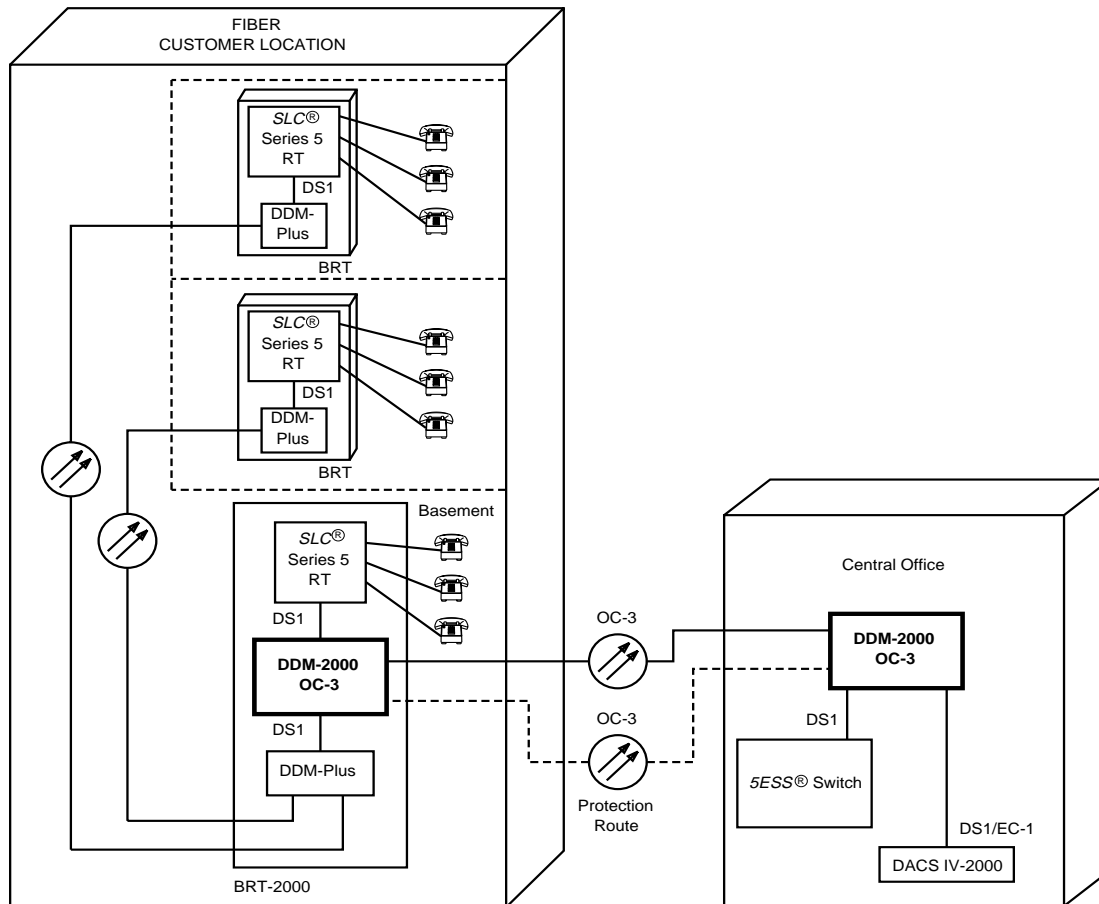 FIBER
CUSTOMER LOCATION
SLC®
Series 5
RT
DS1
DDM-
Plus
BRT
SLC®
Series 5
RT
DS1
DDM-
Plus
BRT
Basement
SLC®
Series 5
RT
DS1
DDM-2000
OC-3
DS1
DDM-Plus
BRT-2000
OC-3
OC-3
Protection
Route
Central Office
DDM-2000
OC-3
DS1
5ESS® Switch
DS1/EC-1
DACS IV-2000